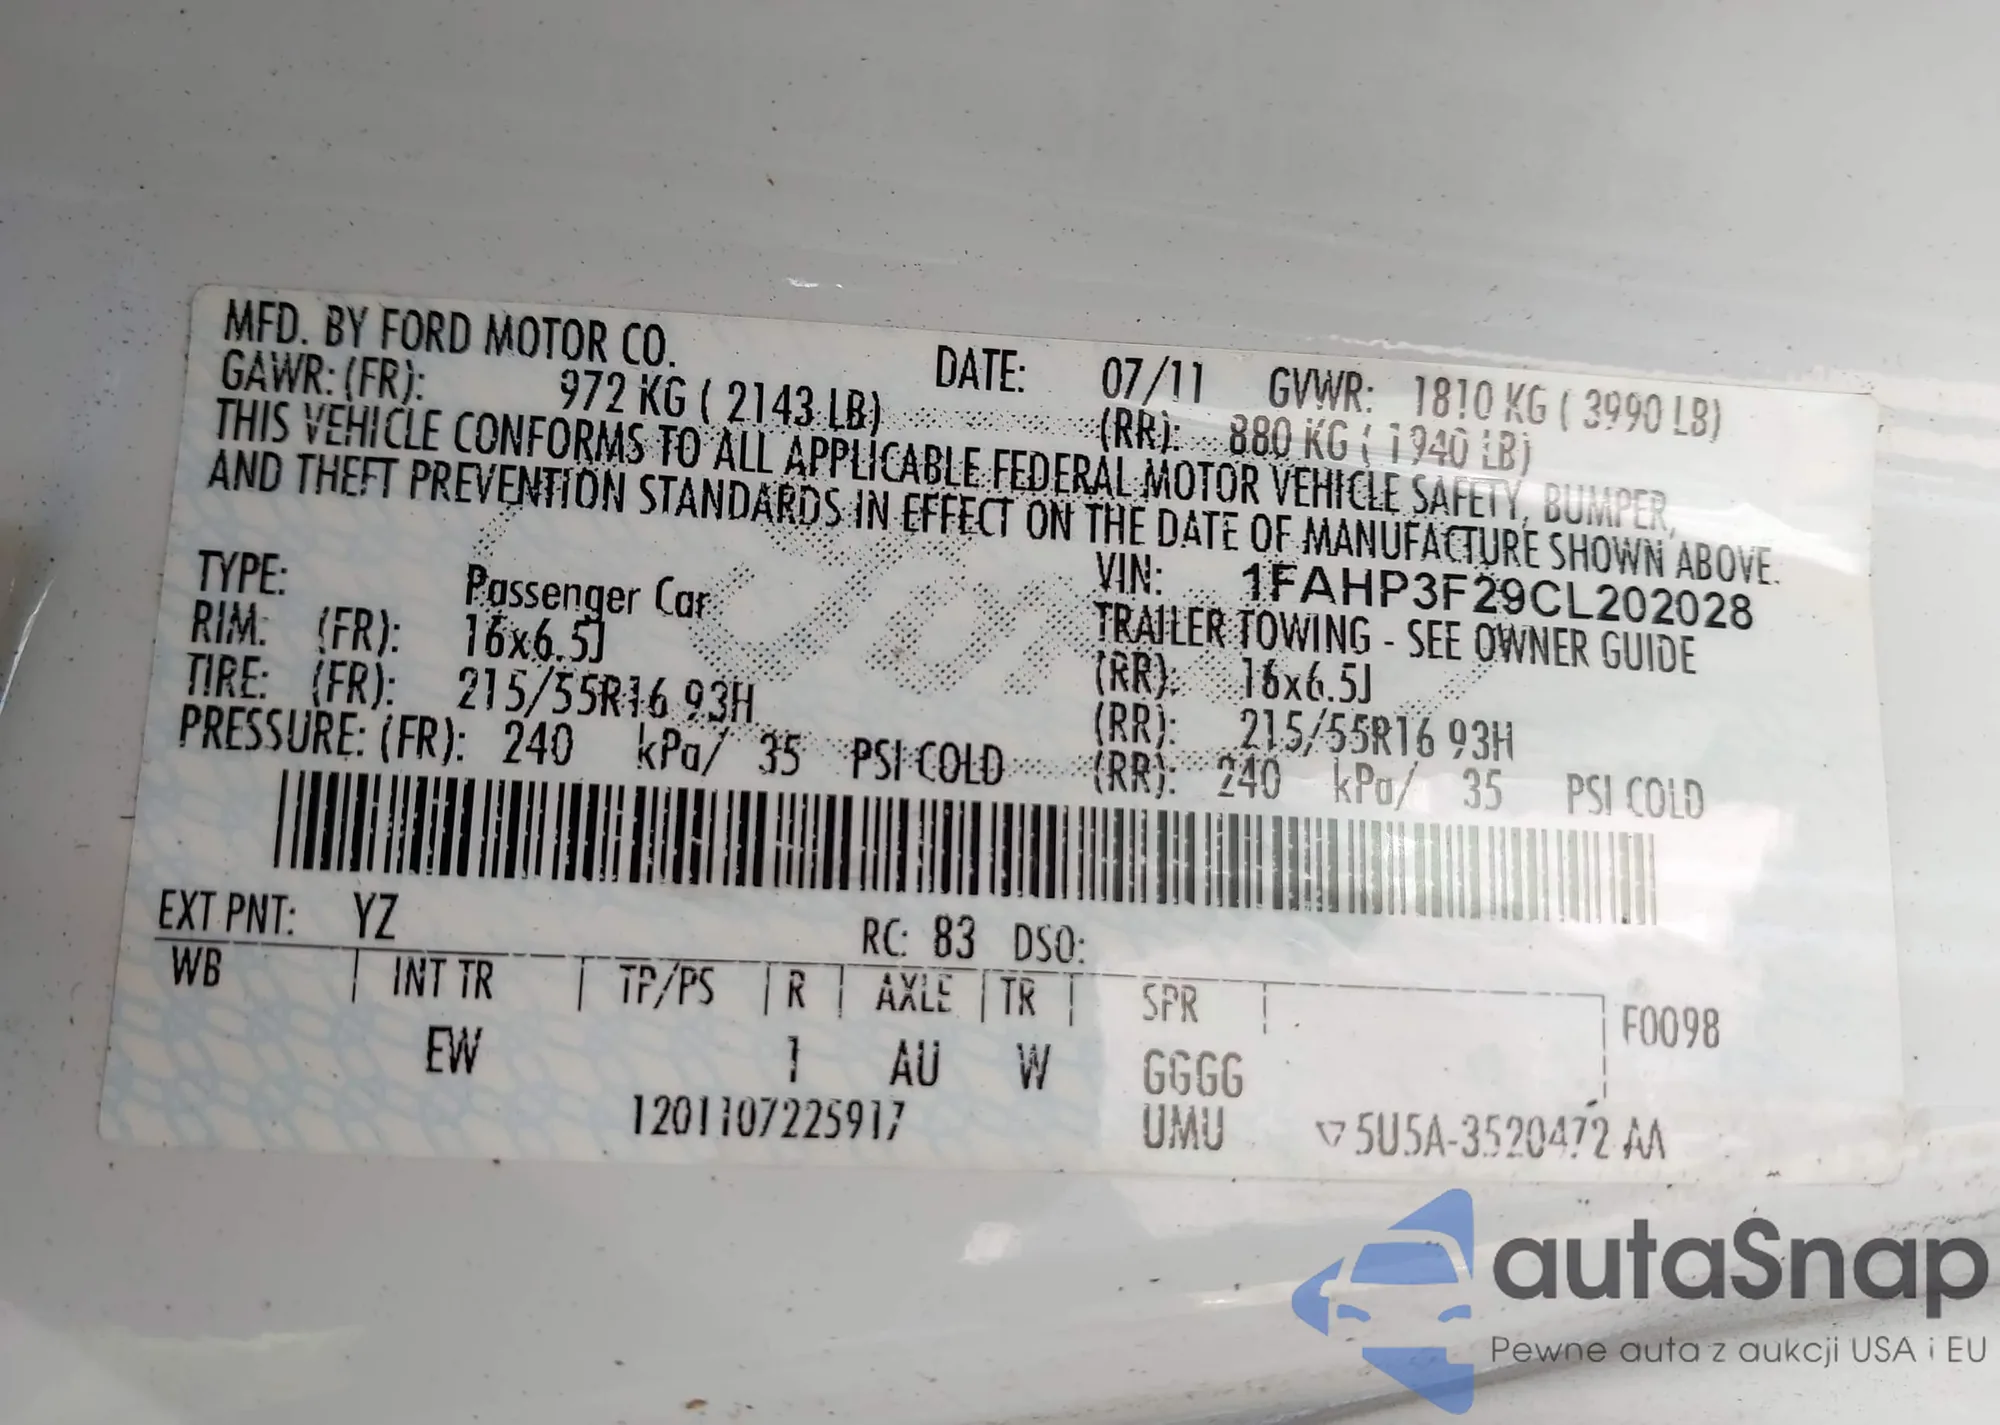 MFD. BY FORD MOTOR CO. DATE: 07/11 GVWR: 1810 KG ( 3990 LB)
GAWR: (FR): 972 KG ( 2143 LB) (RR): 880 KG ( 1940 LB)
THIS VEHICLE CONFORMS TO ALL APPLICABLE FEDERAL MOTOR VEHICLE SAFETY, BUMPER,
AND THEFT PREVENTION STANDARDS IN EFFECT ON THE DATE OF MANUFACTURE SHOWN ABOVE.
VIN: 1FAHP3F29CL202028
TYPE: Passenger Car TRAILER TOWING - SEE OWNER GUIDE
RIM: (FR): 16x6.5J (RR): 16x6.5J
TIRE: (FR): 215/55R16 93H (RR): 215/55R16 93H
PRESSURE: (FR): 240 kPa/ 35 PSI COLD (RR): 240 kPa/ 35 PSI COLD
EXT PNT: YZ RC: 83 DSO:
WB | INT TR | TP/PS | R | AXLE | TR | SPR | F0098
EW 1 AU W GGGG
1201107225917 UMU ▽5U5A-3520472 AA
autaSnap
Pewne auta z aukcji USA i EU